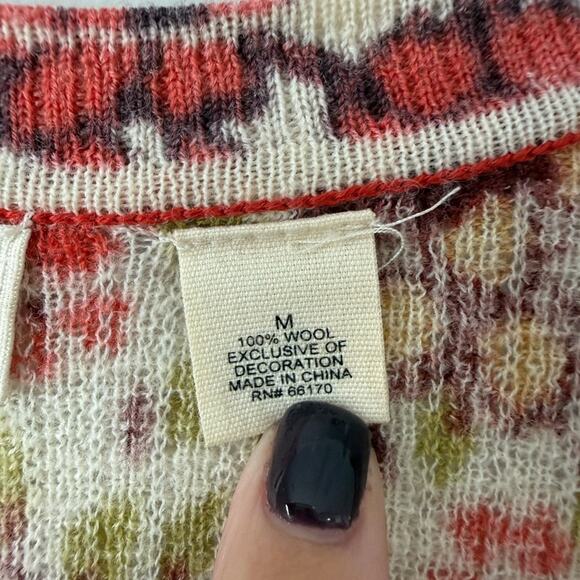 M
100% WOOL
EXCLUSIVE OF
DECORATION
MADE IN CHINA
RN# 66170